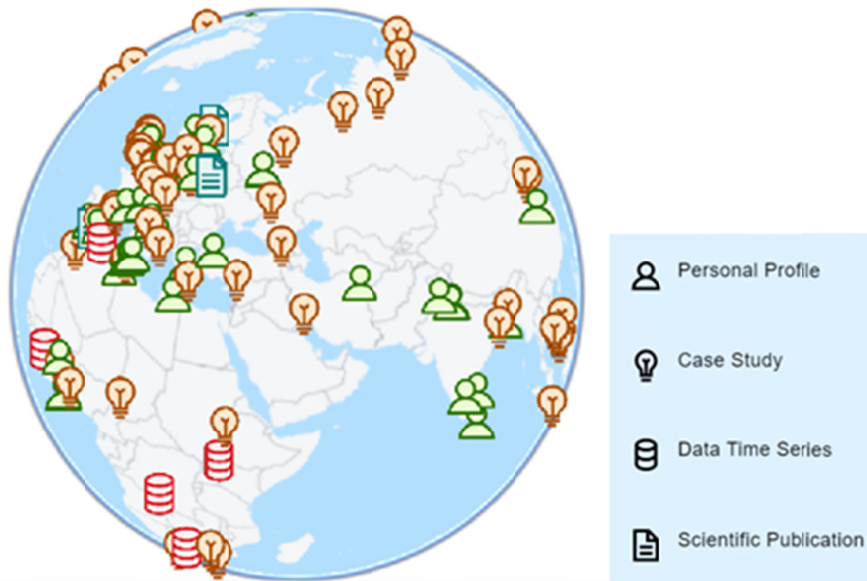 Personal Profile
Case Study
Data Time Series
Scientific Publication